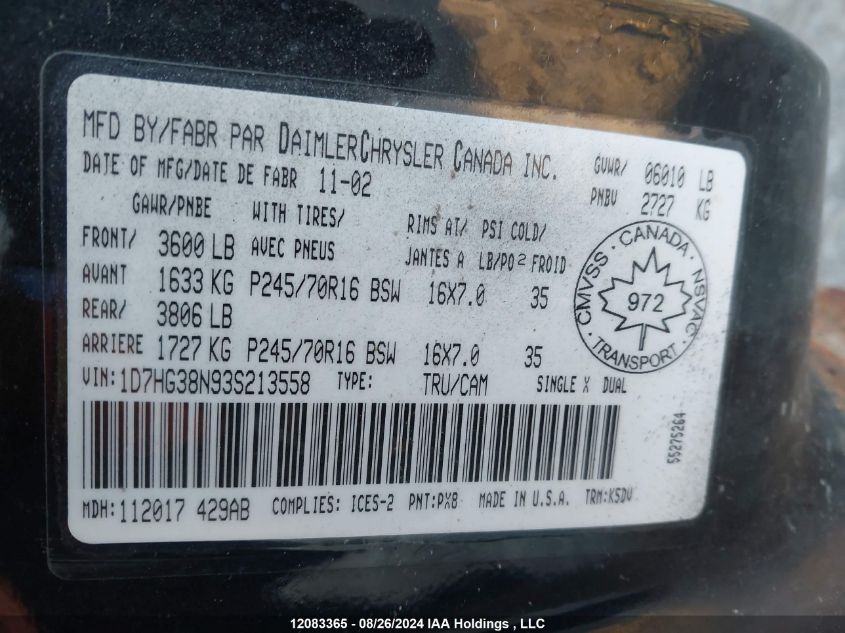 MFD BY/FABR PAR DAIMLERCHRYSLER CANADA INC.
GVWR/ 06010 LB
PNBV 2727 KG
DATE OF MFG/DATE DE FABR 11-02
GAWR/PNBE WITH TIRES/ RIMS AT/ PSI COLD/
FRONT/ 3600 LB AVEC PNEUS JANTES A LB/PO² FROID
AVANT 1633 KG P245/70R16 BSW 16X7.0 35
REAR/ 3806 LB
ARRIERE 1727 KG P245/70R16 BSW 16X7.0 35
CMVSS · CANADA · NSVAC · TRANSPORT ·
972
VIN:1D7HG38N93S213558 TYPE: TRU/CAM SINGLE X DUAL
55275264
MDH:112017 429AB COMPLIES: ICES-2 PNT:PX8 MADE IN U.S.A. TRM:K5DV
12083365 - 08/26/2024 IAA Holdings , LLC